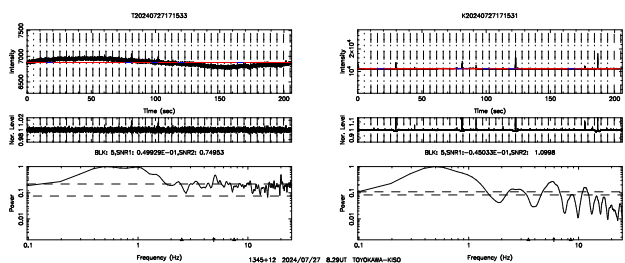 T20240727171533
K20240727171531
7500
7000
6500
Intensity
0 50 100 150 200
Time (sec)
2×10⁴
10⁴
Intensity
0 50 100 150 200
Time (sec)
0.98 1 1.02
Nor. Level
0.9 1 1.1
Nor. Level
BLK: 5,SNR1: 0.49929E-01,SNR2: 0.74953
BLK: 5,SNR1:-0.45033E-01,SNR2: 1.0998
1
0.1
0.01
Power
0.1 1 10
Frequency (Hz)
1
0.1
0.01
Power
0.1 1 10
Frequency (Hz)
1345+12 2024/07/27 8.29UT TOYOKAWA-KISO